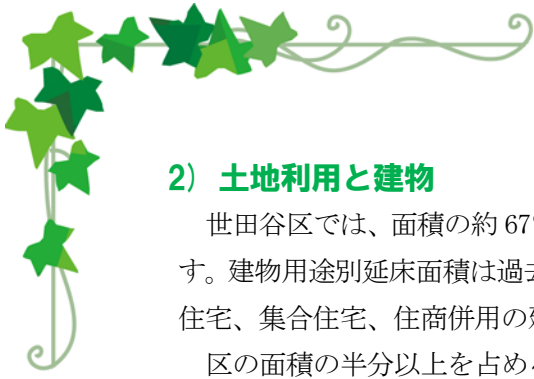 2) 土地利用と建物
世田谷区では、面積の約 67
す。建物用途別延床面積は過
住宅、集合住宅、住商併用の
区の面積の半分以上を占め